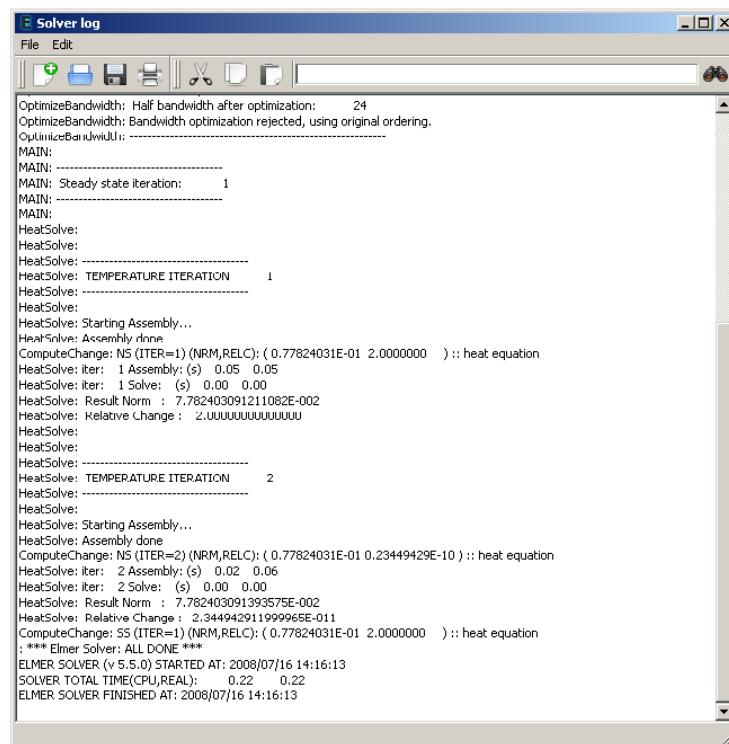 Solver log
File Edit
OptimizeBandwidth: Half bandwidth after optimization: 24
OptimizeBandwidth: Bandwidth optimization rejected, using original ordering.
OptimizeBandwidth: ---------------------------------------------------------
MAIN:
MAIN: -------------------------------------
MAIN: Steady state iteration: 1
MAIN: -------------------------------------
MAIN:
HeatSolve:
HeatSolve:
HeatSolve: -------------------------------------
HeatSolve: TEMPERATURE ITERATION 1
HeatSolve: -------------------------------------
HeatSolve:
HeatSolve: Starting Assembly...
HeatSolve: Assembly done
ComputeChange: NS (ITER=1) (NRM,RELC): ( 0.77824031E-01 2.0000000 ) :: heat equation
HeatSolve: iter: 1 Assembly: (s) 0.05 0.05
HeatSolve: iter: 1 Solve: (s) 0.00 0.00
HeatSolve: Result Norm : 7.782403091211082E-002
HeatSolve: Relative Change : 2.00000000000000
HeatSolve:
HeatSolve:
HeatSolve: -------------------------------------
HeatSolve: TEMPERATURE ITERATION 2
HeatSolve: -------------------------------------
HeatSolve:
HeatSolve: Starting Assembly...
HeatSolve: Assembly done
ComputeChange: NS (ITER=2) (NRM,RELC): ( 0.77824031E-01 0.23449429E-10 ) :: heat equation
HeatSolve: iter: 2 Assembly: (s) 0.02 0.06
HeatSolve: iter: 2 Solve: (s) 0.00 0.00
HeatSolve: Result Norm : 7.782403091393575E-002
HeatSolve: Relative Change : 2.344942911999965E-011
ComputeChange: SS (ITER=1) (NRM,RELC): ( 0.77824031E-01 2.0000000 ) :: heat equation
: *** Elmer Solver: ALL DONE ***
ELMER SOLVER (v 5.5.0) STARTED AT: 2008/07/16 14:16:13
SOLVER TOTAL TIME(CPU,REAL): 0.22 0.22
ELMER SOLVER FINISHED AT: 2008/07/16 14:16:13